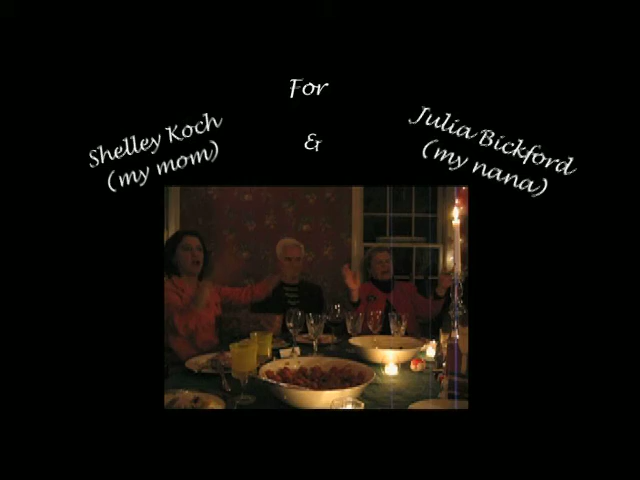 For
Shelley Koch
(my mom)
&
Julia Bickford
(my nana)